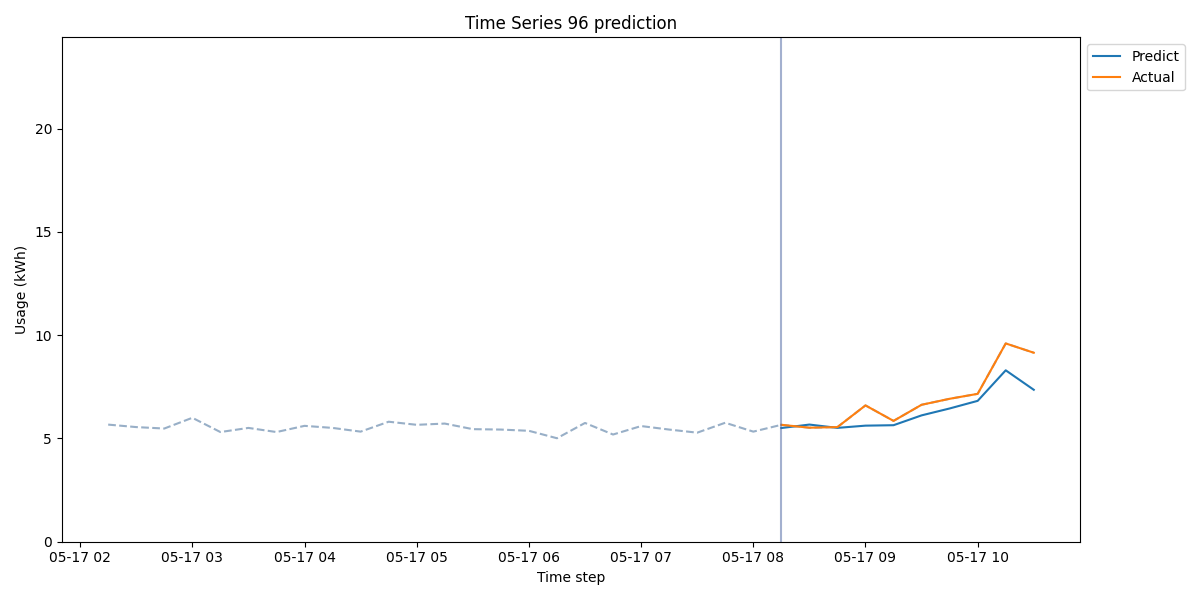 Time Series 96 prediction
Predict
Actual
Usage (kWh)
20
15
10
5
0
05-17 02 05-17 03 05-17 04 05-17 05 05-17 06 05-17 07 05-17 08 05-17 09 05-17 10
Time step